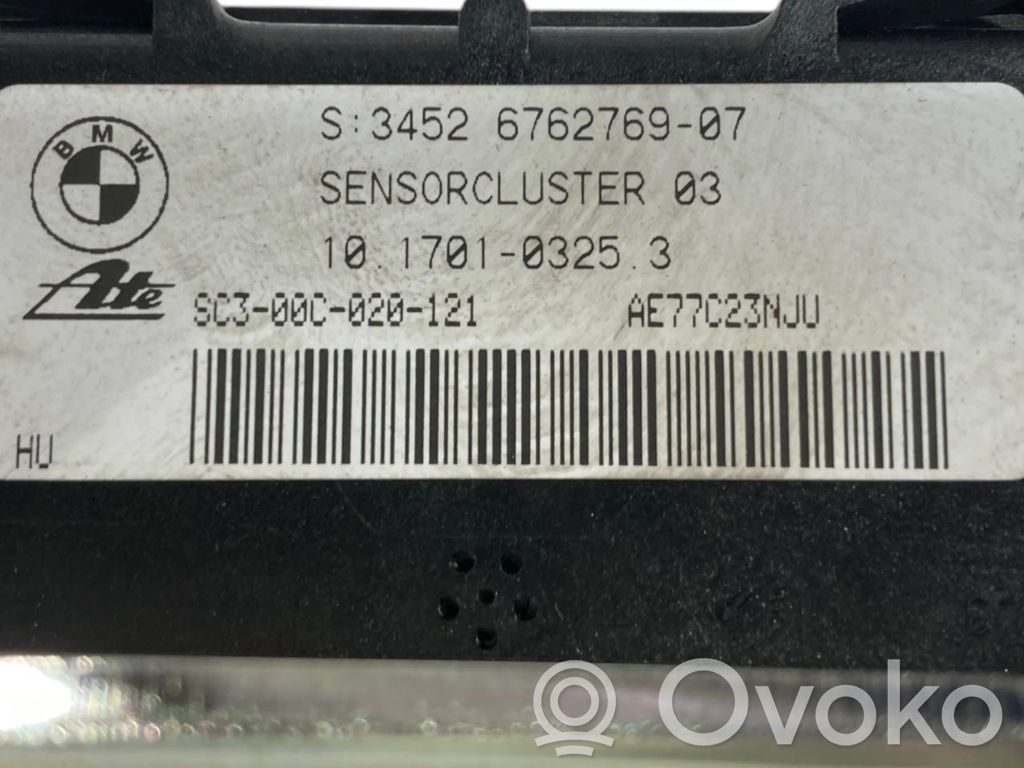 BMW
S:3452 6762769-07
SENSORCLUSTER 03
10.1701-0325.3
Ate
SC3-00C-020-121 AE77C23NJU
HU
Ovoko